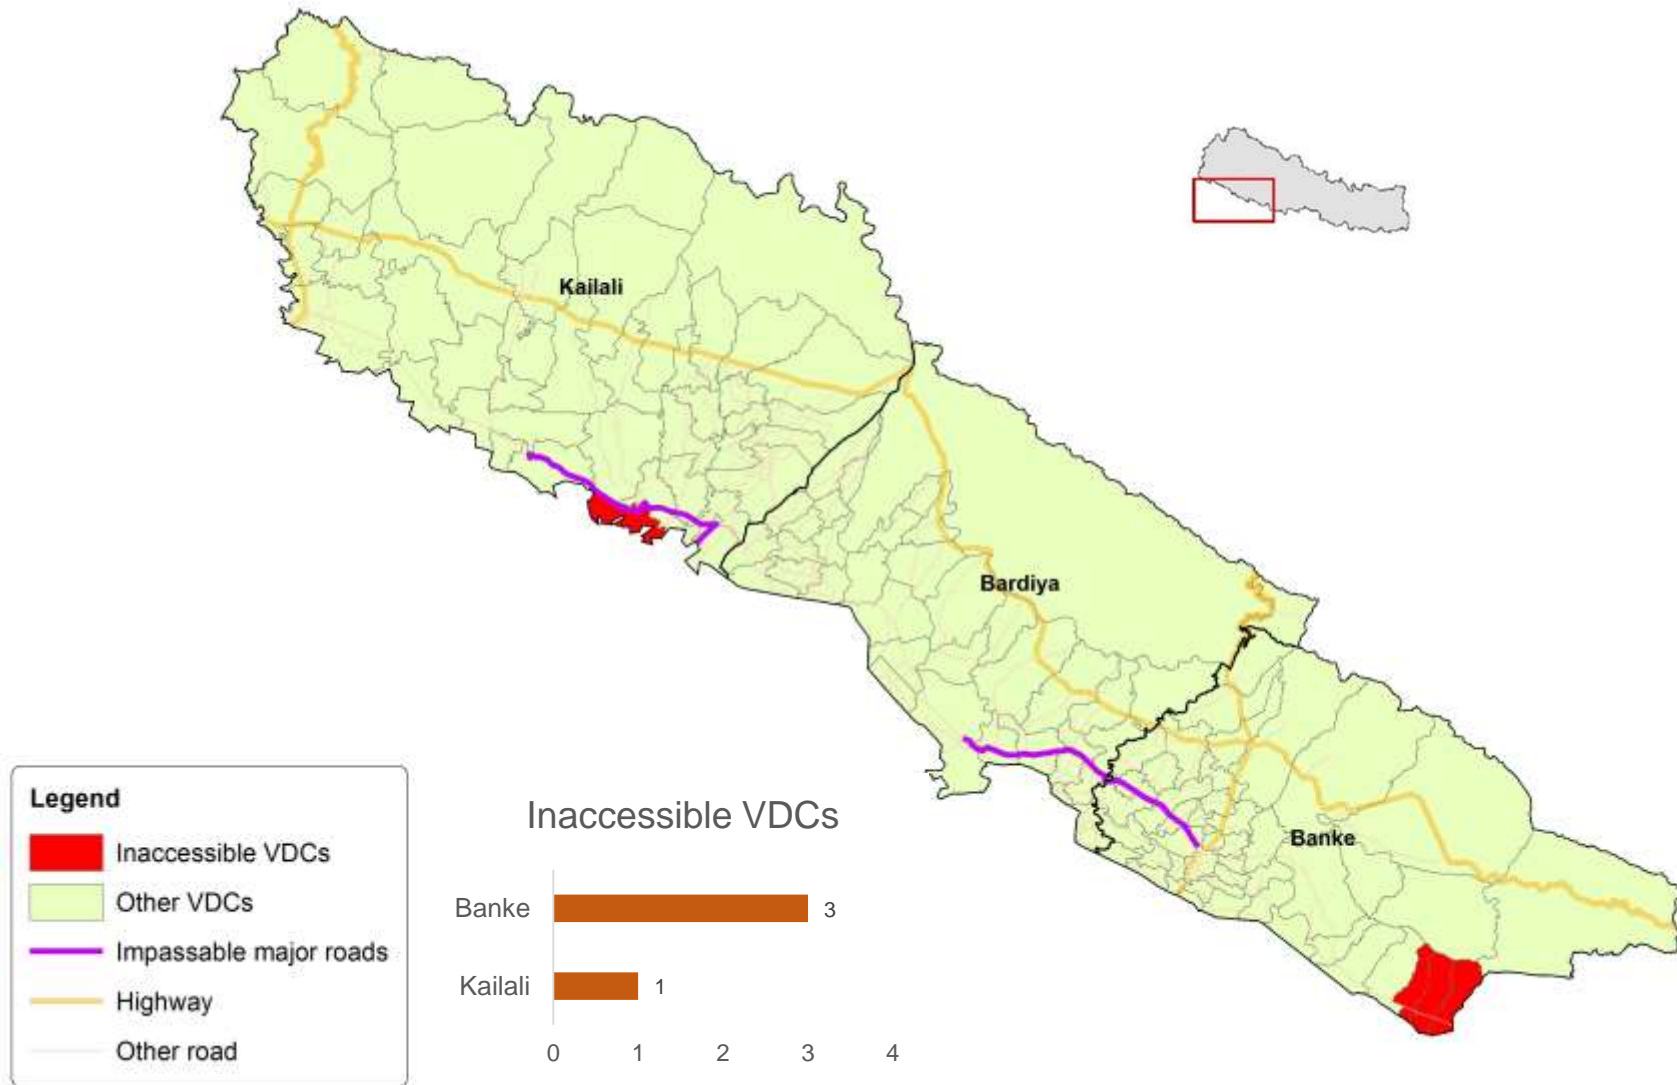 Kailali
Bardiya
Banke
Legend
Inaccessible VDCs
Other VDCs
Impassable major roads
Highway
Other road
Inaccessible VDCs
Banke 3
Kailali 1
0 1 2 3 4